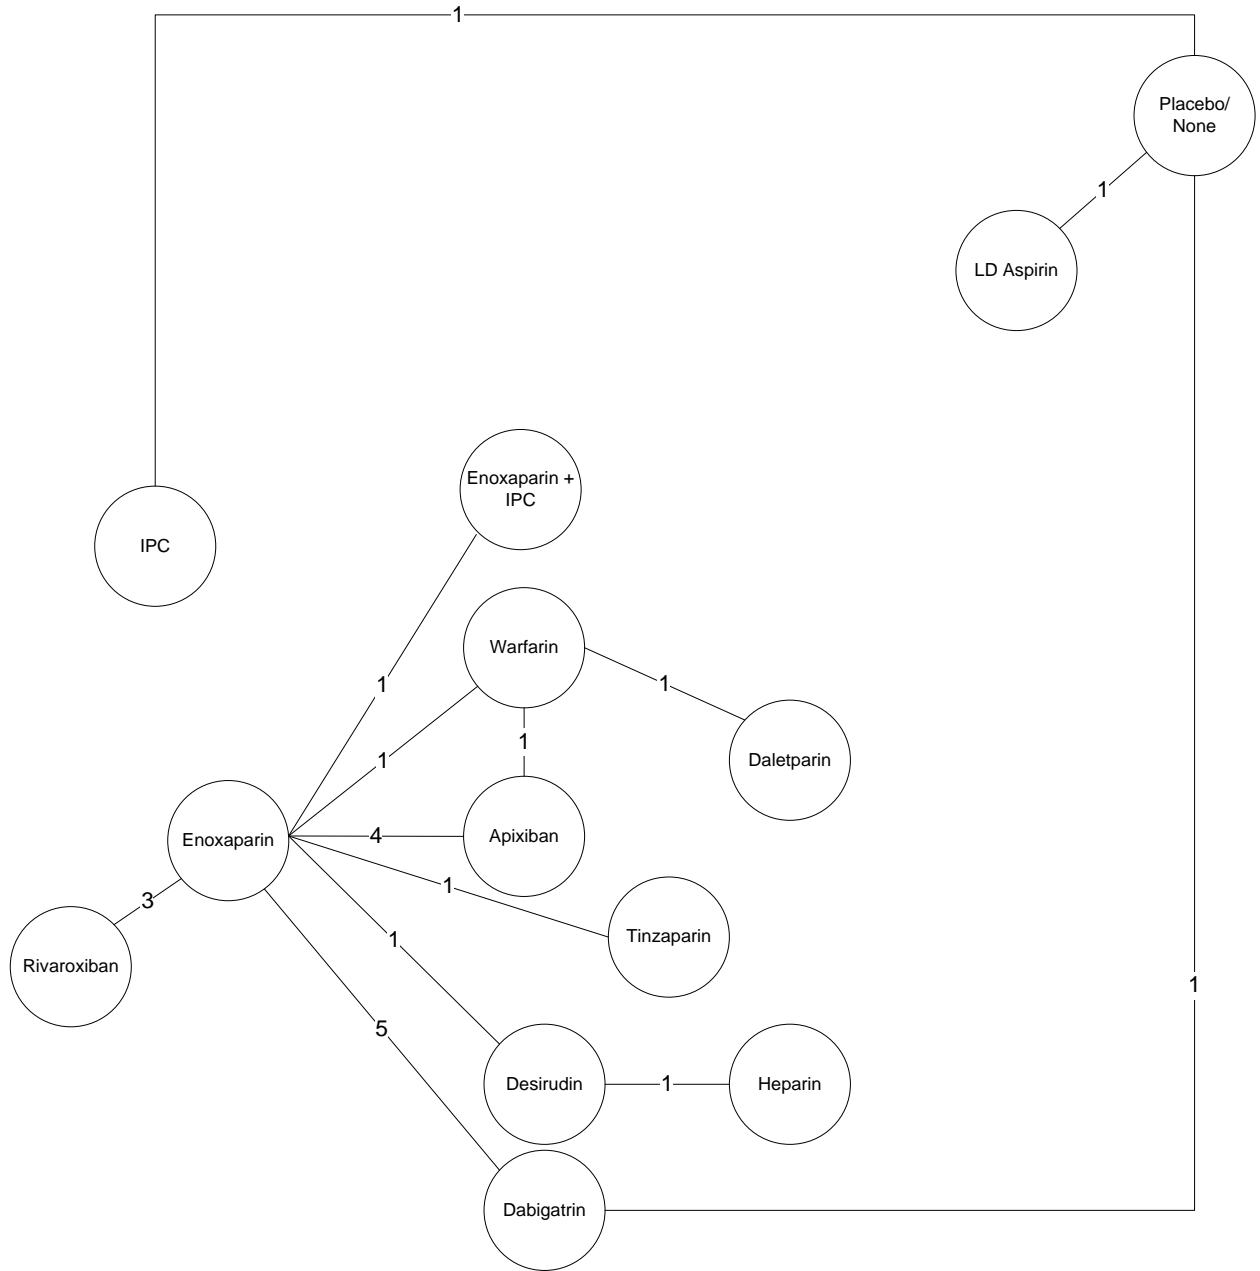 1
Placebo/
None
1
LD Aspirin
Enoxaparin +
IPC
IPC
Warfarin
1
1
Daletparin
1
1
Enoxaparin
4
Apixiban
1
3
Tinzaparin
1
Rivaroxiban
1
5
Desirudin
1
Heparin
Dabigatrin